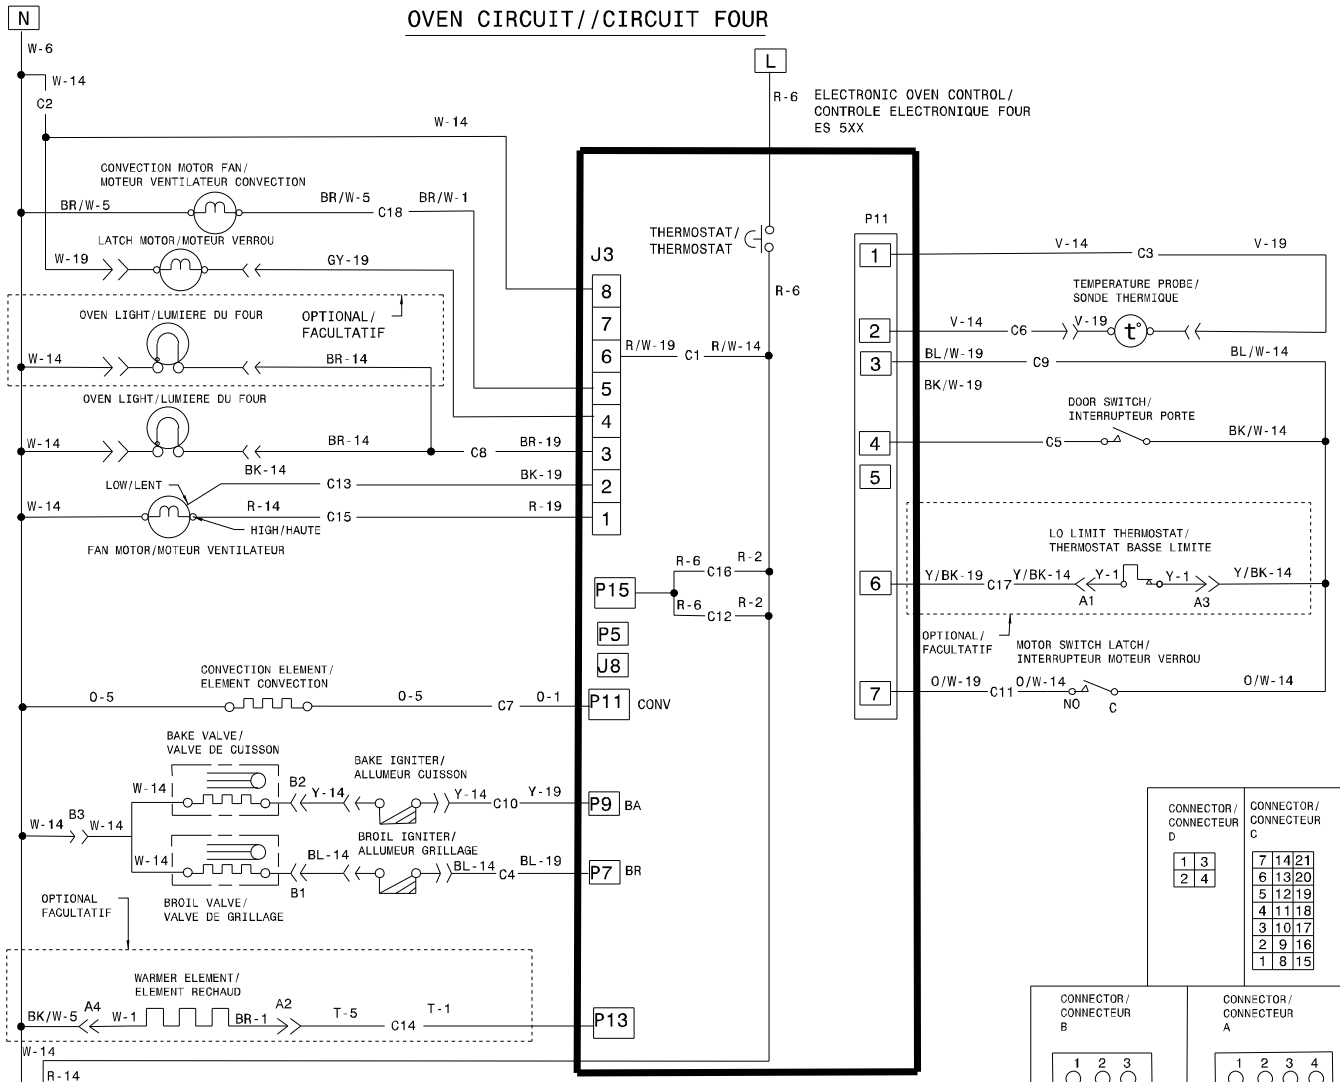 OVEN CIRCUIT//CIRCUIT FOUR
N
W-6
W-14
C2
W-14
L
R-6
ELECTRONIC OVEN CONTROL/
CONTROLE ELECTRONIQUE FOUR
ES 5XX
CONVECTION MOTOR FAN/
MOTEUR VENTILATEUR CONVECTION
BR/W-5
BR/W-5
C18
BR/W-1
LATCH MOTOR/MOTEUR VERROU
W-19
GY-19
OPTIONAL/
FACULTATIF
OVEN LIGHT/LUMIERE DU FOUR
W-14
BR-14
OVEN LIGHT/LUMIERE DU FOUR
W-14
BR-14
C8
BR-19
BK-14
LOW/LENT
C13
BK-19
W-14
R-14
C15
R-19
HIGH/HAUTE
FAN MOTOR/MOTEUR VENTILATEUR
J3
8
7
6
5
4
3
2
1
THERMOSTAT/
THERMOSTAT
R-6
R/W-19
C1
R/W-14
P15
R-6
C16
R-2
R-6
C12
R-2
P5
J8
P11
CONV
P9
BA
P7
BR
P13
P11
1
2
3
4
5
6
7
V-14
C3
V-19
TEMPERATURE PROBE/
SONDE THERMIQUE
V-14
C6
V-19
t°
BL/W-19
C9
BL/W-14
BK/W-19
DOOR SWITCH/
INTERRUPTEUR PORTE
C5
BK/W-14
LO LIMIT THERMOSTAT/
THERMOSTAT BASSE LIMITE
Y/BK-19
C17
Y/BK-14
Y-1
Y-1
Y/BK-14
A1
A3
OPTIONAL/
FACULTATIF
MOTOR SWITCH LATCH/
INTERRUPTEUR MOTEUR VERROU
O/W-19
C11
O/W-14
NO
C
O/W-14
CONVECTION ELEMENT/
ELEMENT CONVECTION
O-5
O-5
C7
O-1
BAKE VALVE/
VALVE DE CUISSON
BAKE IGNITER/
ALLUMEUR CUISSON
W-14
B2
Y-14
Y-14
C10
Y-19
W-14
B3
W-14
BROIL IGNITER/
ALLUMEUR GRILLAGE
W-14
BL-14
BL-14
C4
BL-19
B1
BROIL VALVE/
VALVE DE GRILLAGE
OPTIONAL
FACULTATIF
WARMER ELEMENT/
ELEMENT RECHAUD
BK/W-5
A4
W-1
BR-1
A2
T-5
C14
T-1
W-14
R-14
CONNECTOR/
CONNECTEUR
D
1 3
2 4
CONNECTOR/
CONNECTEUR
C
7 14 21
6 13 20
5 12 19
4 11 18
3 10 17
2 9 16
1 8 15
CONNECTOR/
CONNECTEUR
B
1 2 3
CONNECTOR/
CONNECTEUR
A
1 2 3 4